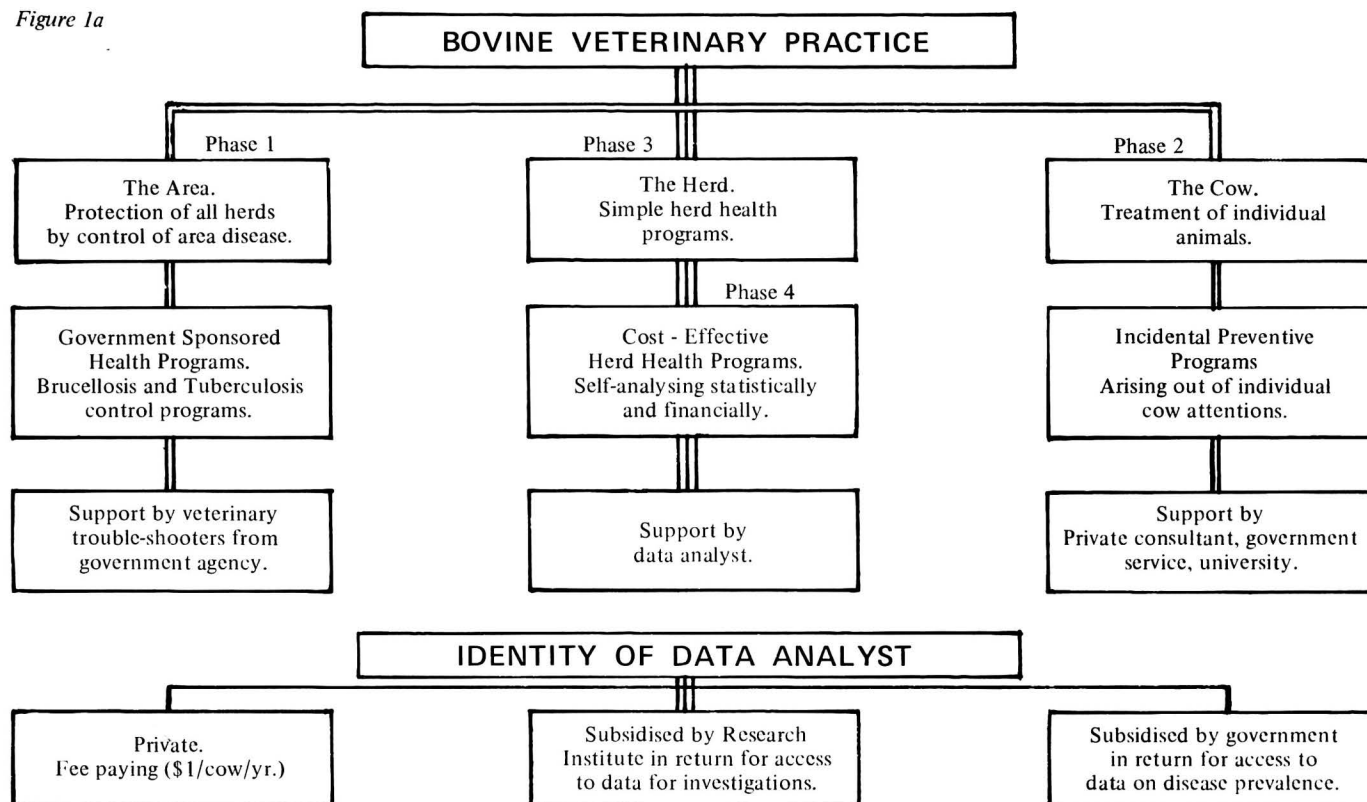 Figure 1a
BOVINE VETERINARY PRACTICE
Phase 1
The Area.
Protection of all herds
by control of area disease.
Government Sponsored
Health Programs.
Brucellosis and Tuberculosis
control programs.
Support by veterinary
trouble-shooters from
government agency.
Phase 3
The Herd.
Simple herd health
programs.
Phase 4
Cost - Effective
Herd Health Programs.
Self-analysing statistically
and financially.
Support by
data analyst.
Phase 2
The Cow.
Treatment of individual
animals.
Incidental Preventive
Programs
Arising out of individual
cow attentions.
Support by
Private consultant, government
service, university.
IDENTITY OF DATA ANALYST
Private.
Fee paying ($1/cow/yr.)
Subsidised by Research
Institute in return for access
to data for investigations.
Subsidised by government
in return for access to
data on disease prevalence.